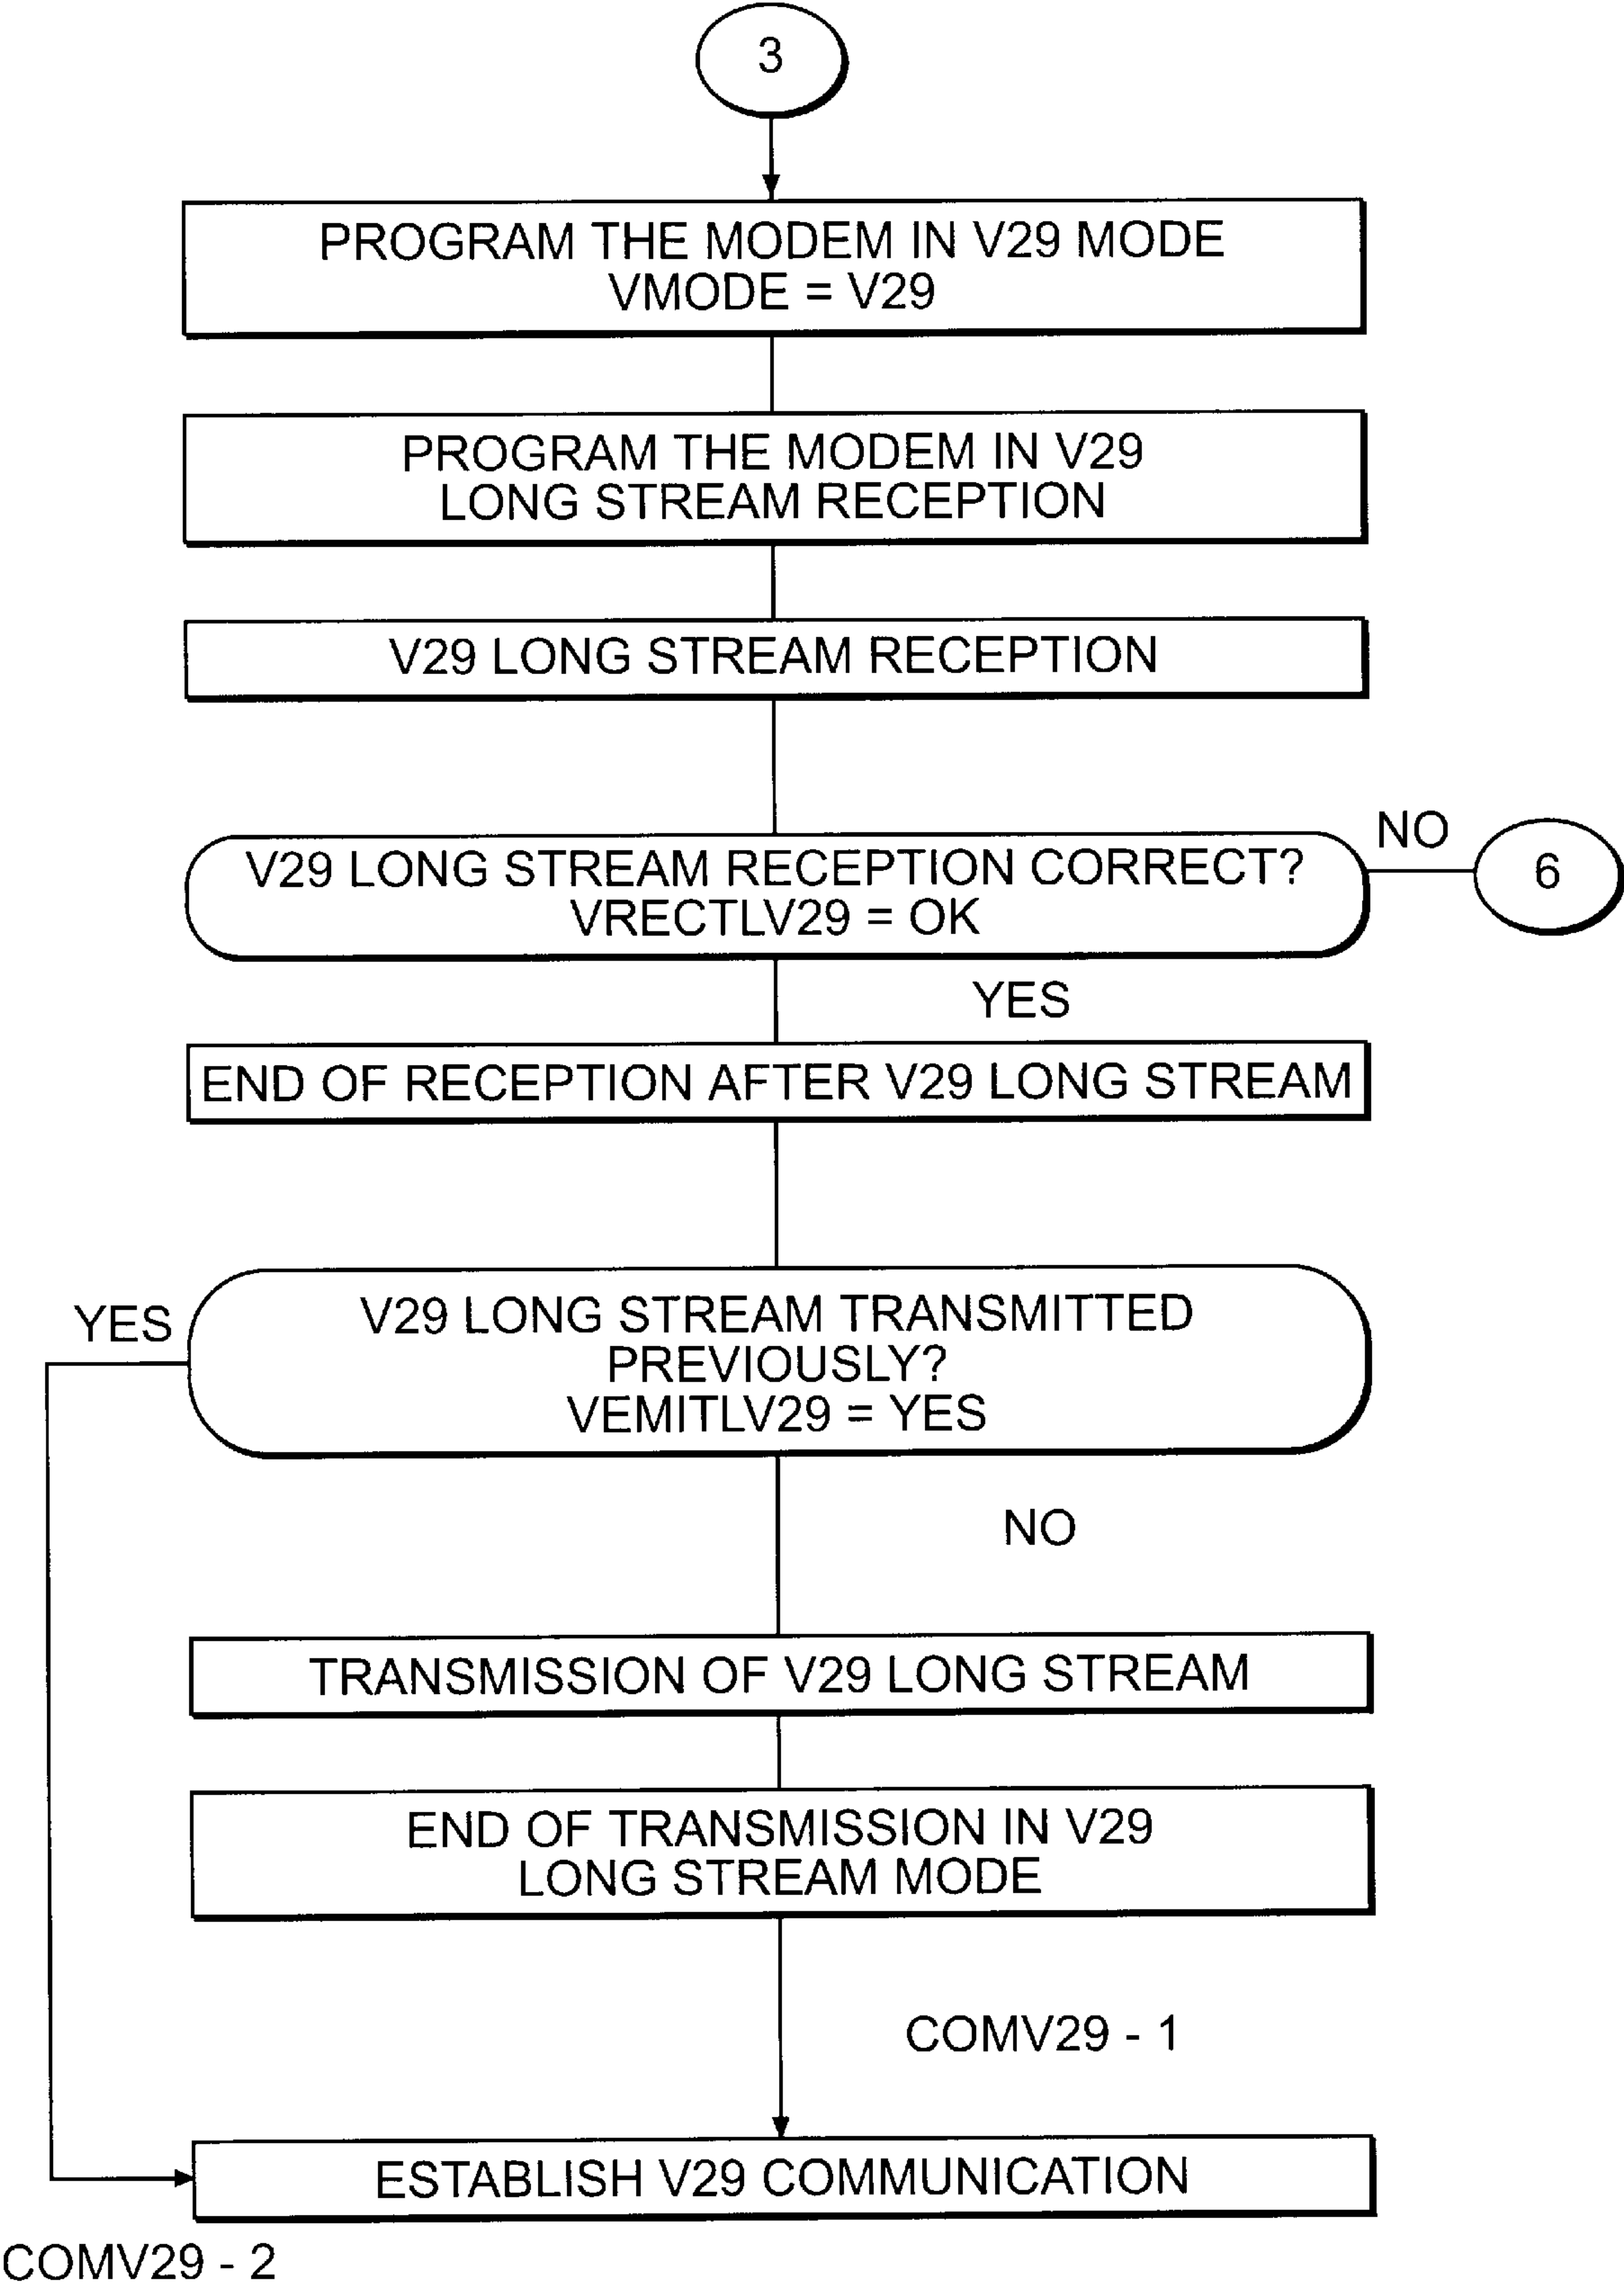 3
PROGRAM THE MODEM IN V29 MODE
VMODE = V29
PROGRAM THE MODEM IN V29
LONG STREAM RECEPTION
V29 LONG STREAM RECEPTION
NO
V29 LONG STREAM RECEPTION CORRECT?
6
VRECTLV29 = OK
YES
END OF RECEPTION AFTER V29 LONG STREAM
YES
V29 LONG STREAM TRANSMITTED
PREVIOUSLY?
VEMITLV29 = YES
NO
TRANSMISSION OF V29 LONG STREAM
END OF TRANSMISSION IN V29
LONG STREAM MODE
COMV29 - 1
ESTABLISH V29 COMMUNICATION
COMV29 - 2